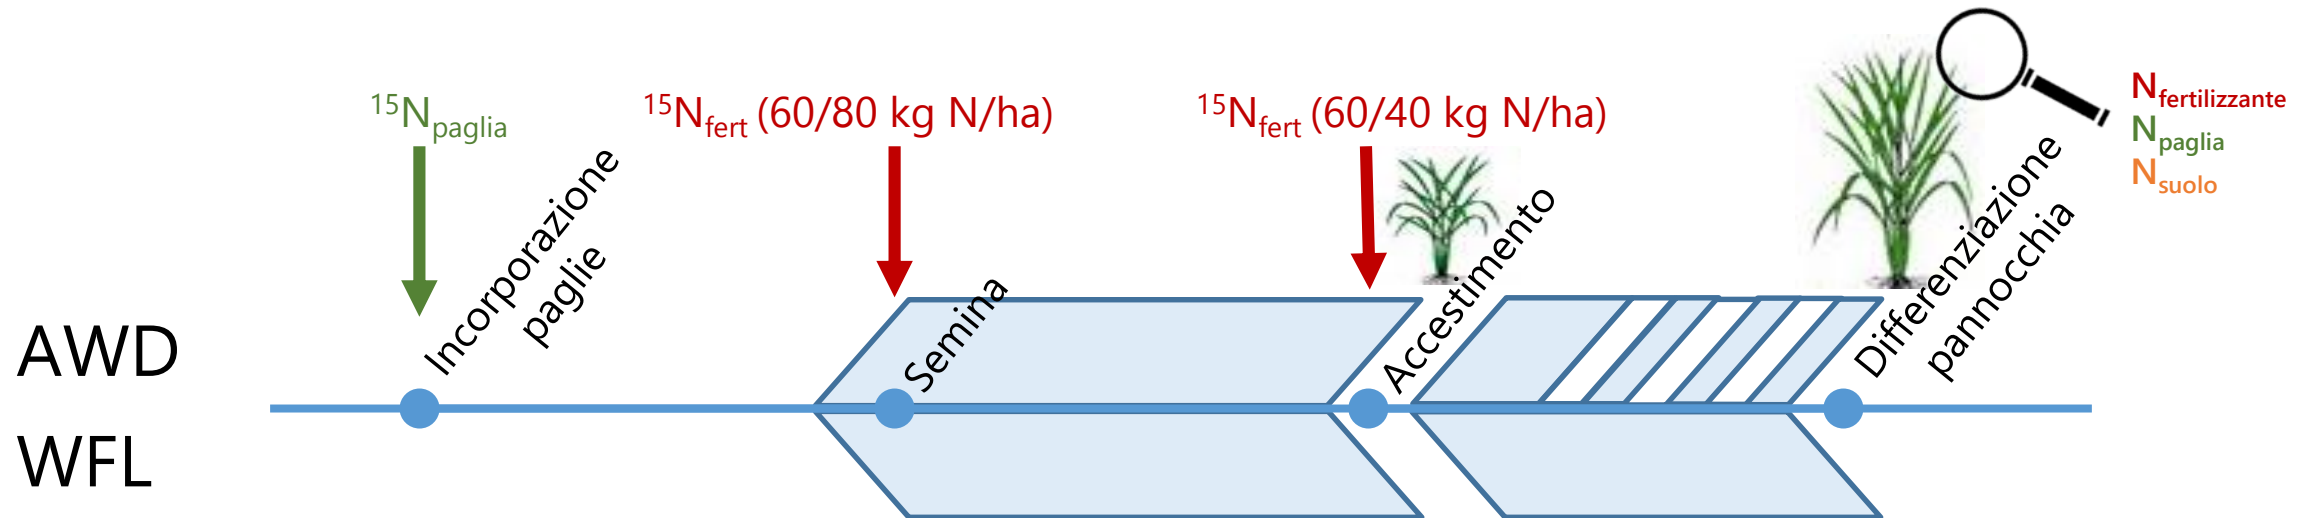 ¹⁵Npaglia
¹⁵Nfert (60/80 kg N/ha)
¹⁵Nfert (60/40 kg N/ha)
Nfertilizzante
Npaglia
Nsuolo
Incorporazione
paglie
Semina
Accestimento
Differenziazione
pannocchia
AWD
WFL